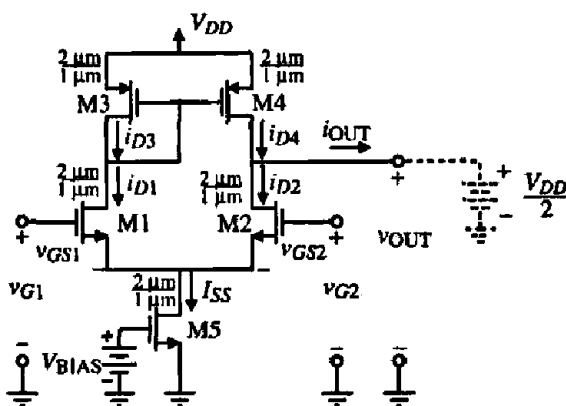 V_DD
2 μm
1 μm
2 μm
1 μm
M3
M4
i_D3
i_D4
i_OUT
+
2 μm
1 μm
i_D1
2 μm
1 μm
i_D2
+
-
V_DD
2
M1
M2
+
v_GS1
-
-
v_GS2
+
v_OUT
v_G1
2 μm
1 μm
I_SS
v_G2
M5
+
V_BIAS
-
-
-
-